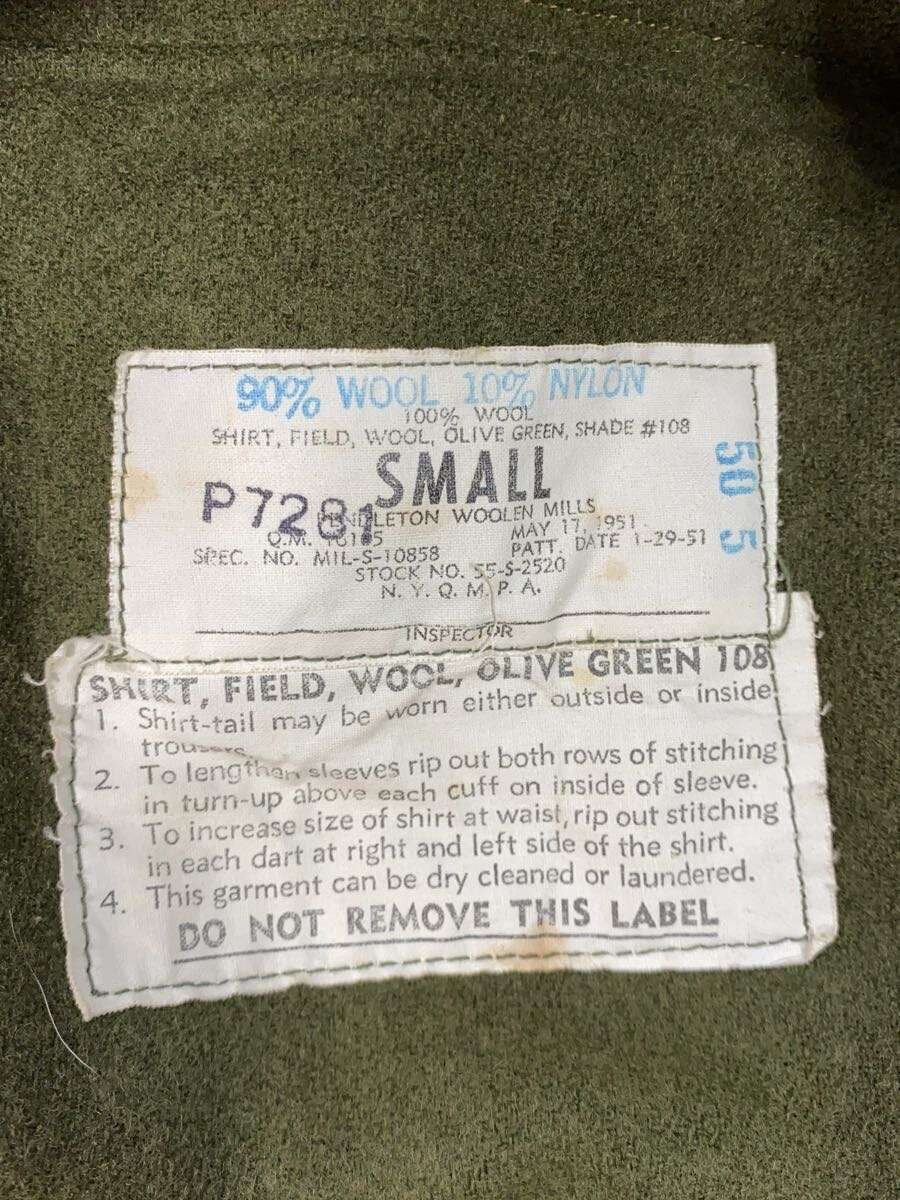 90% WOOL 10% NYLON
100% WOOL
SHIRT, FIELD, WOOL, OLIVE GREEN, SHADE #108
SMALL
50 5
P7281
PENDLETON WOOLEN MILLS
Q.M. MAY 17, 1951
SPEC. NO. MIL-S-10858 PATT. DATE 1-29-51
STOCK NO. 55-S-2520
N. Y. Q. M. P. A.
INSPECTOR
SHIRT, FIELD, WOOL, OLIVE GREEN 108
1. Shirt-tail may be worn either outside or inside
trousers
2. To lengthen sleeves rip out both rows of stitching
in turn-up above each cuff on inside of sleeve.
3. To increase size of shirt at waist, rip out stitching
in each dart at right and left side of the shirt.
4. This garment can be dry cleaned or laundered.
DO NOT REMOVE THIS LABEL